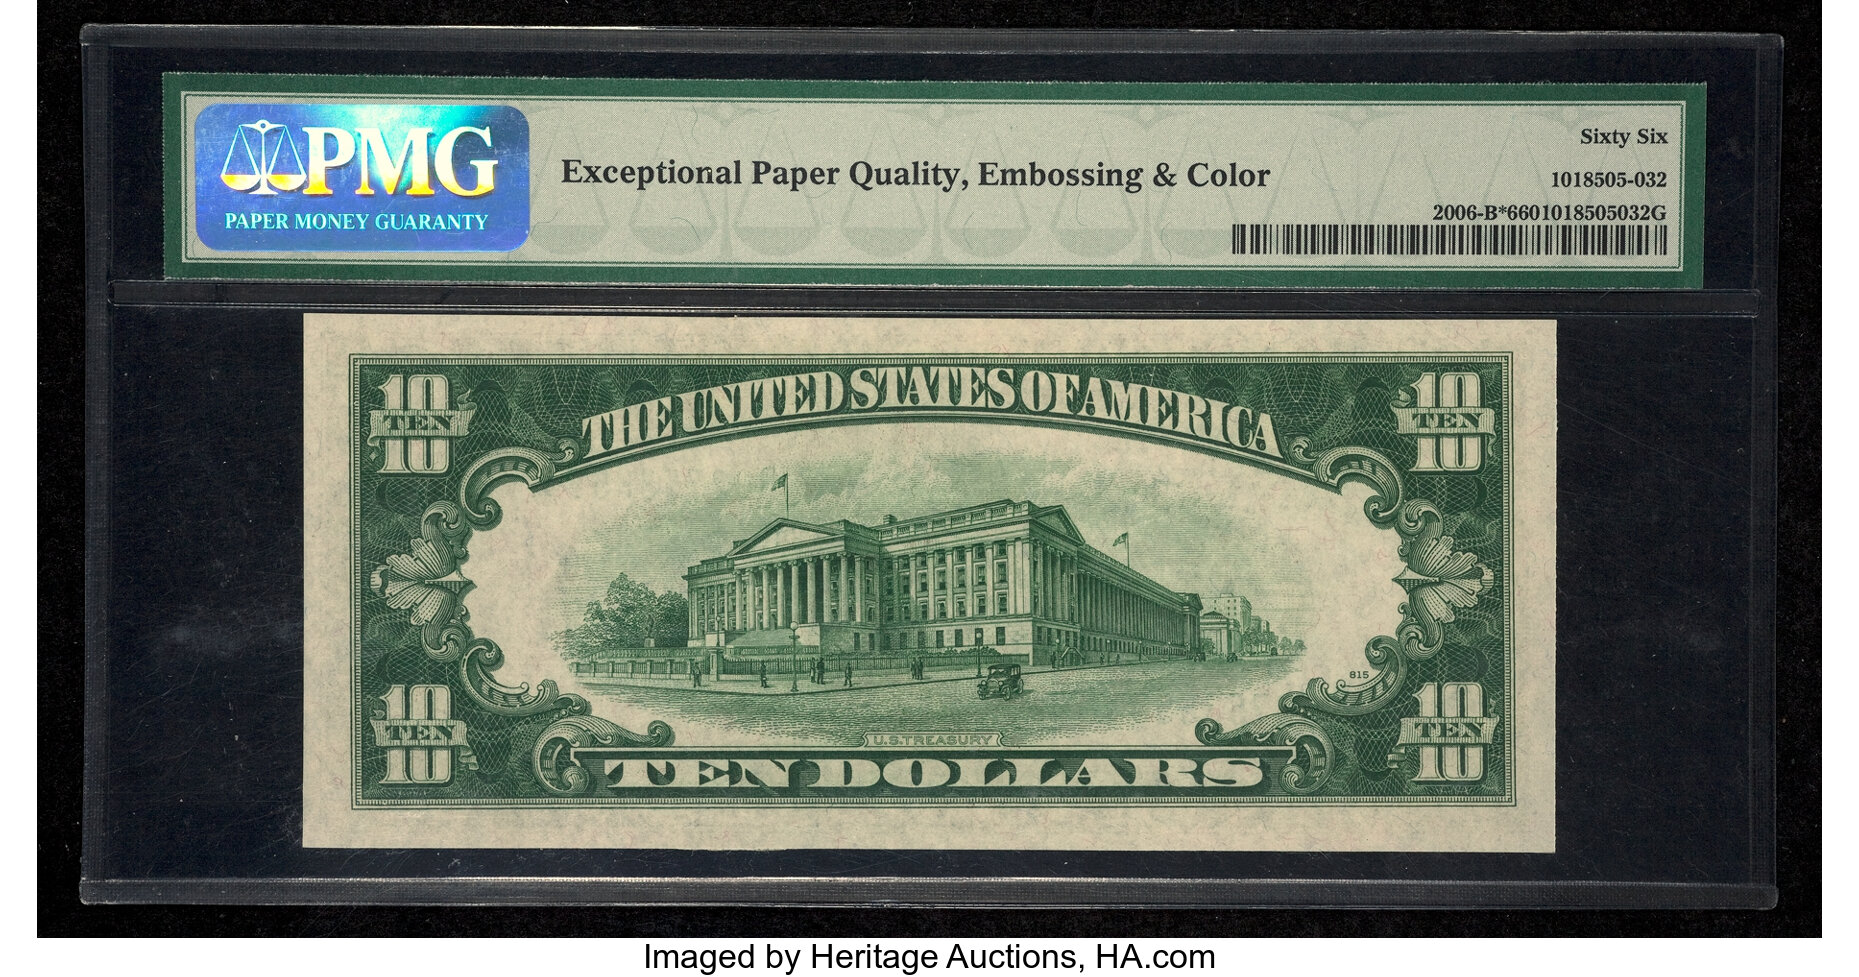 PMG
PAPER MONEY GUARANTY
Exceptional Paper Quality, Embossing & Color
Sixty Six
1018505-032
2006-B*6601018505032G
10 TEN 10
THE UNITED STATES OF AMERICA
10 TEN 10
815
10 TEN 10
U.S. TREASURY
TEN DOLLARS
10 TEN 10
Imaged by Heritage Auctions, HA.com